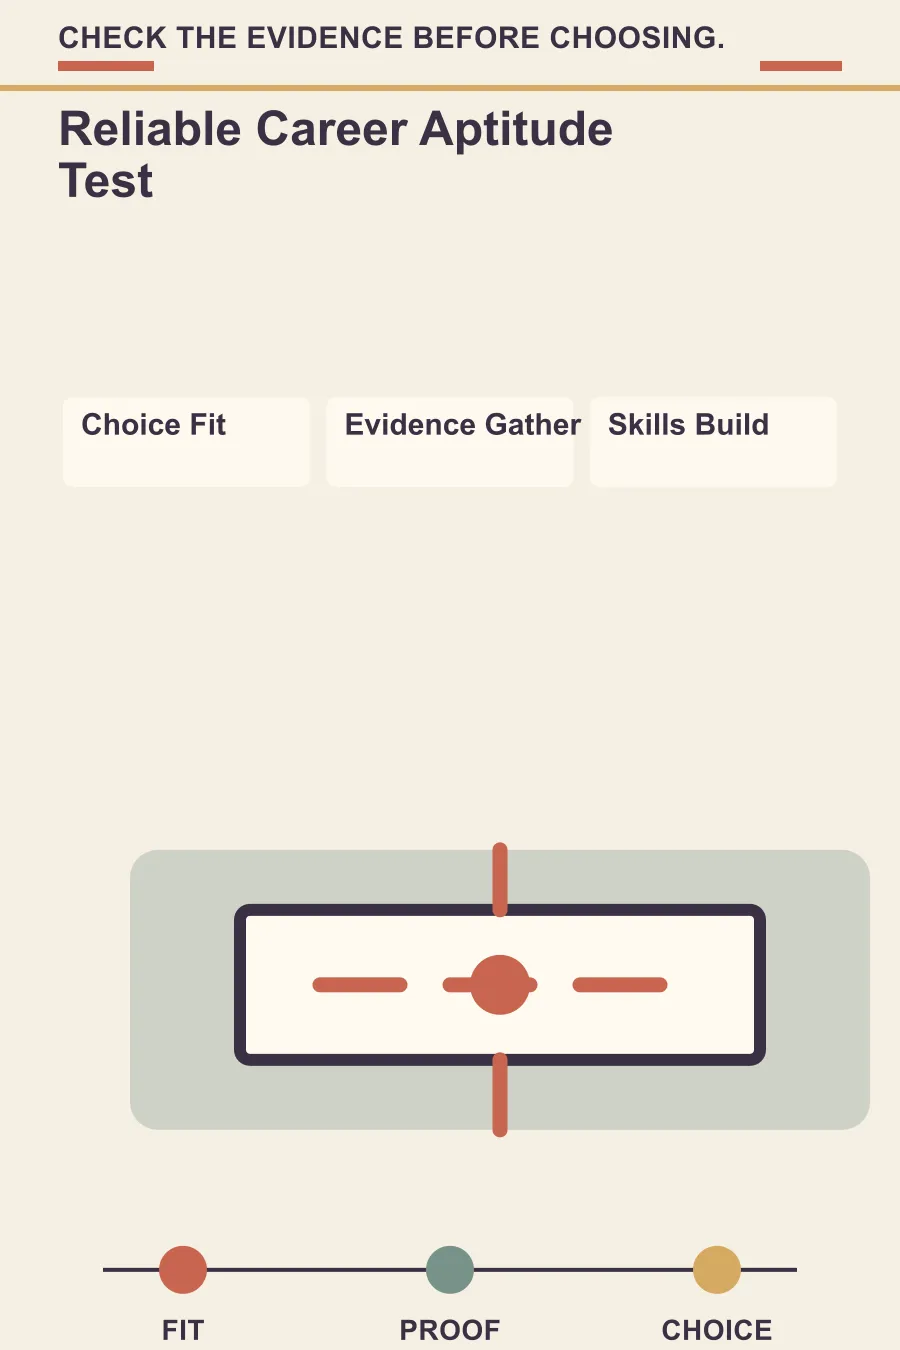 CHECK THE EVIDENCE BEFORE CHOOSING.
Reliable Career Aptitude
Test
Choice Fit
Evidence Gather
Skills Build
FIT
PROOF
CHOICE